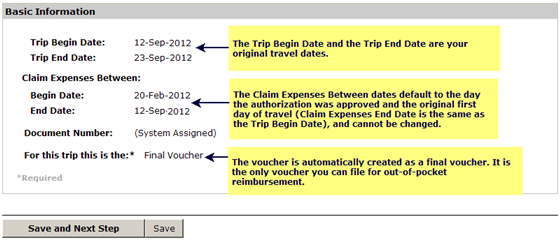 Basic Information
Trip Begin Date: 12-Sep-2012
Trip End Date: 23-Sep-2012
The Trip Begin Date and the Trip End Date are your
original travel dates.
Claim Expenses Between:
Begin Date: 20-Feb-2012
End Date: 12-Sep-2012
The Claim Expenses Between dates default to the day
the authorization was approved and the original first
day of travel (Claim Expenses End Date is the same as
the Trip Begin Date), and cannot be changed.
Document Number: (System Assigned)
For this trip this is the:* Final Voucher
The voucher is automatically created as a final voucher. It is
the only voucher you can file for out-of-pocket
reimbursement.
*Required
Save and Next Step Save